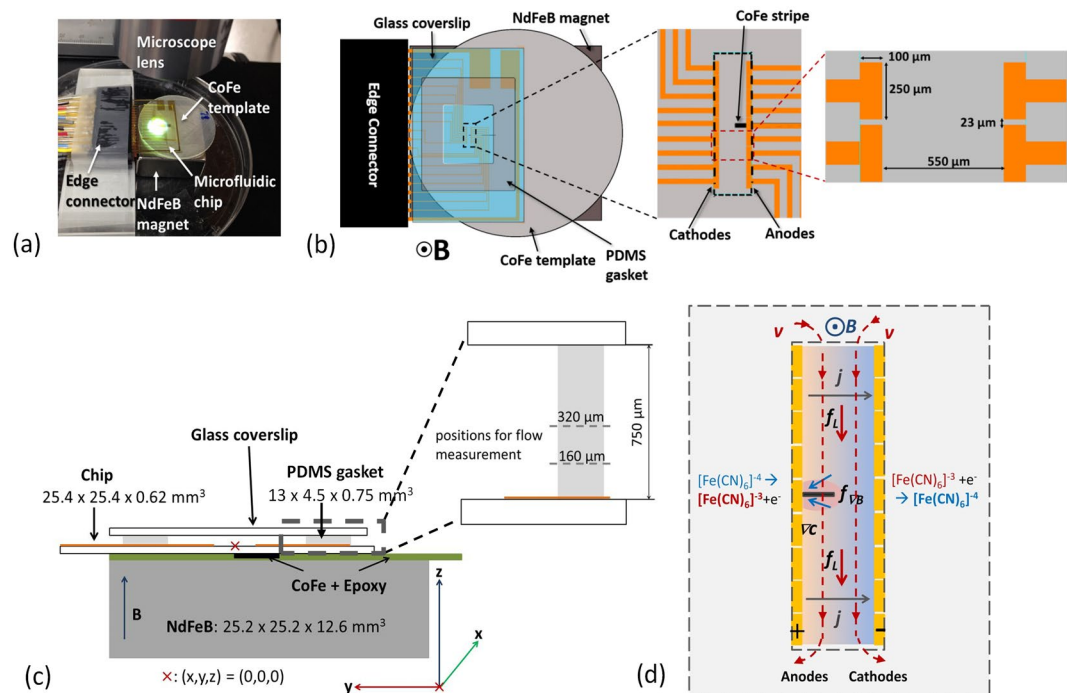 Microscope
lens
CoFe
template
Edge
connector
NdFeB
magnet
Microfluidic
chip
(a)
Glass coverslip
NdFeB magnet
Edge Connector
⊙B
CoFe template
PDMS
gasket
(b)
CoFe stripe
Cathodes
Anodes
100 µm
250 µm
23 µm
550 µm
Glass coverslip
Chip
25.4 x 25.4 x 0.62 mm³
PDMS gasket
13 x 4.5 x 0.75 mm³
positions for flow
measurement
320 µm
160 µm
750 µm
CoFe + Epoxy
B
NdFeB: 25.2 x 25.2 x 12.6 mm³
×: (x,y,z) = (0,0,0)
z
x
y
(c)
v
⊙B
v
j
f_L
[Fe(CN)₆]⁻⁴ →
[Fe(CN)₆]⁻³+e⁻
[Fe(CN)₆]⁻³ +e⁻
→ [Fe(CN)₆]⁻⁴
f_∇B
∇C
f_L
j
+
-
Anodes
Cathodes
(d)